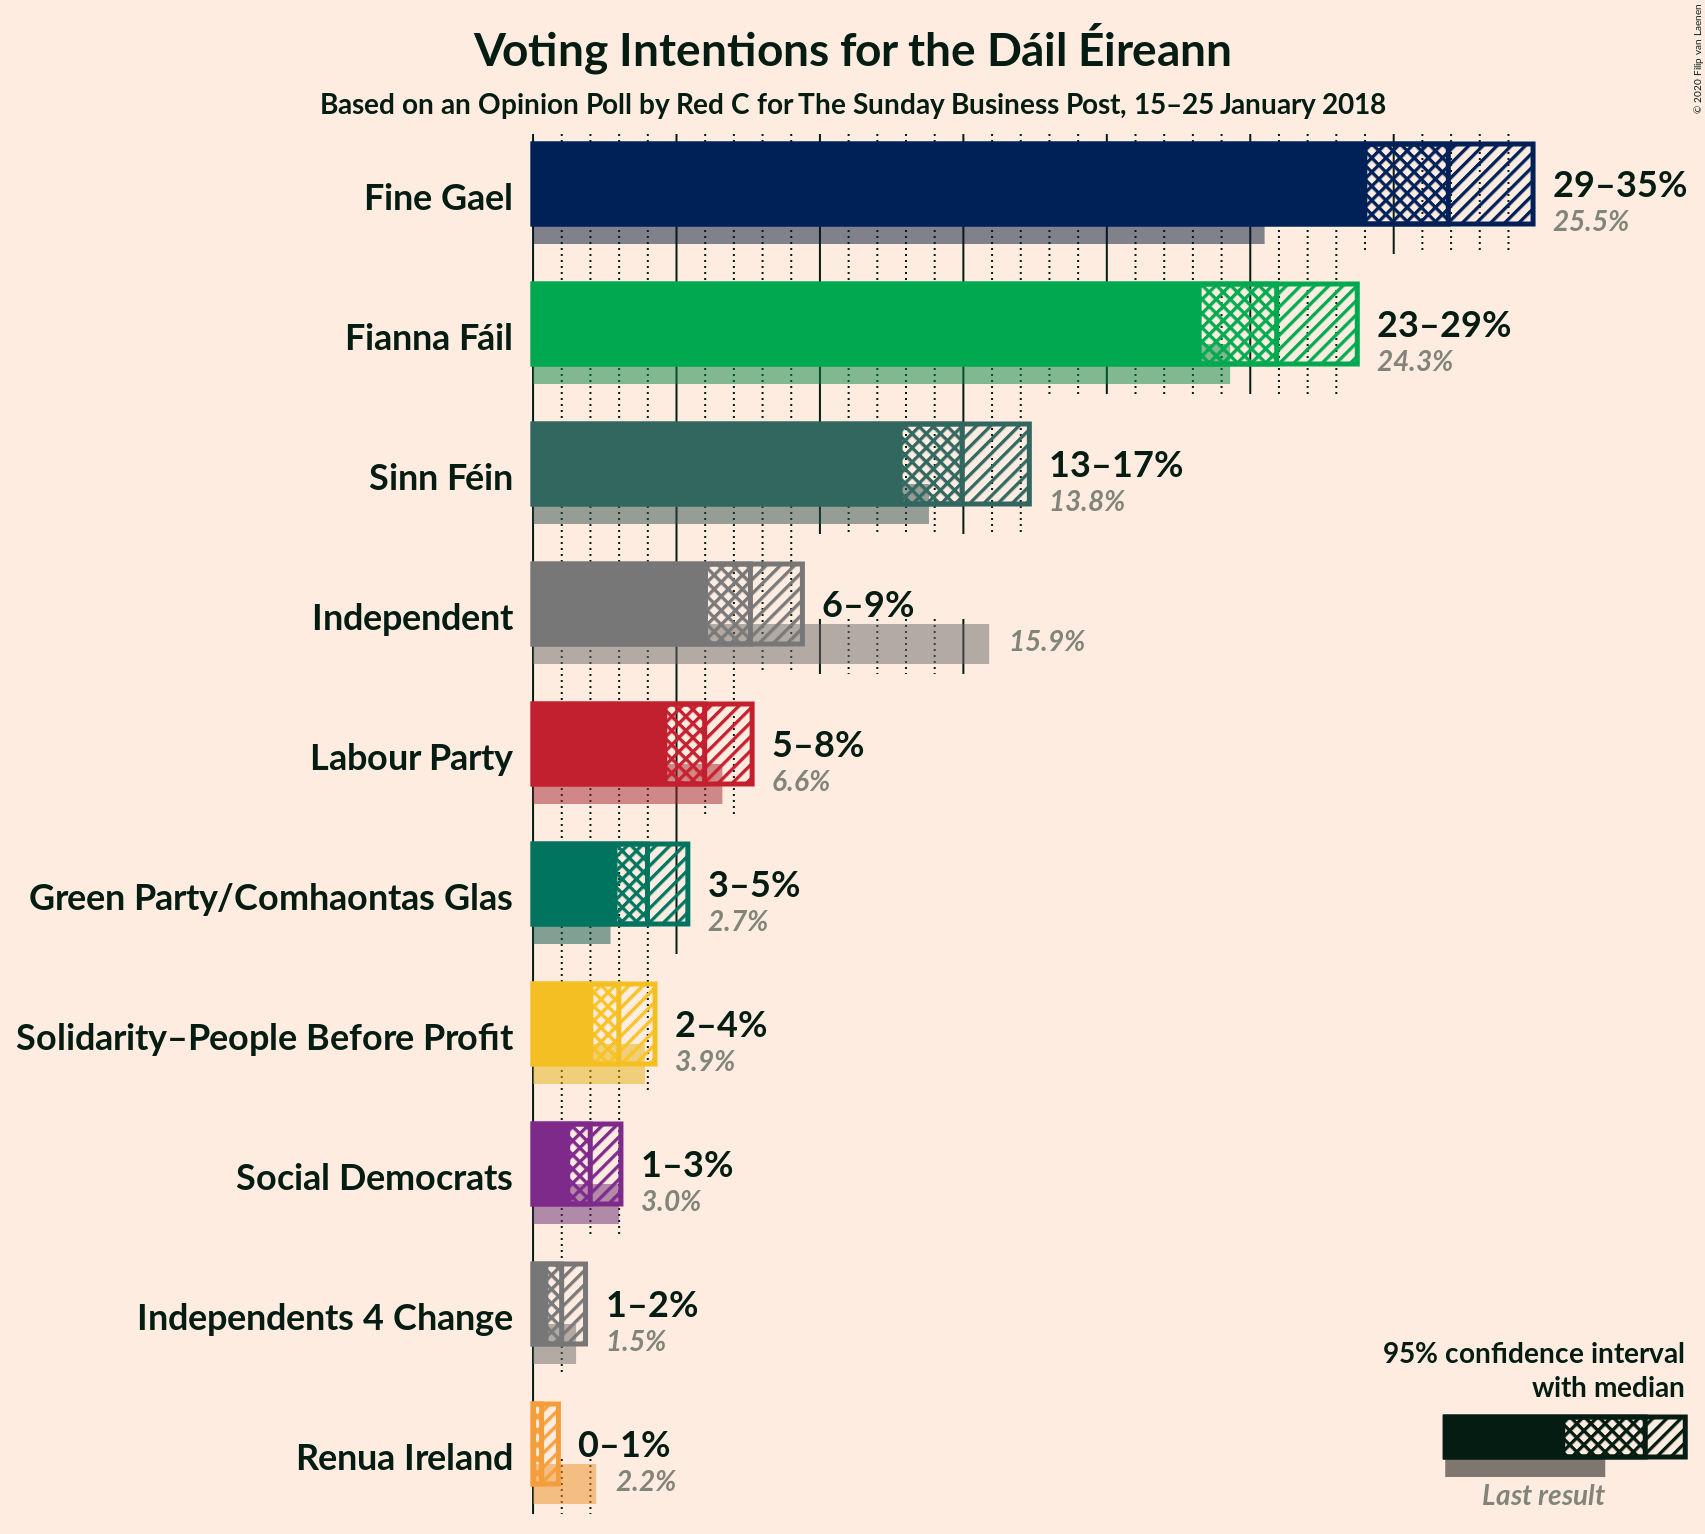 Voting Intentions for the Dáil Éireann
Based on an Opinion Poll by Red C for The Sunday Business Post, 15–25 January 2018
© 2020 Filip van Laenen
Fine Gael
29–35%
25.5%
Fianna Fáil
23–29%
24.3%
Sinn Féin
13–17%
13.8%
Independent
6–9%
15.9%
Labour Party
5–8%
6.6%
Green Party/Comhaontas Glas
3–5%
2.7%
Solidarity–People Before Profit
2–4%
3.9%
Social Democrats
1–3%
3.0%
Independents 4 Change
1–2%
1.5%
Renua Ireland
0–1%
2.2%
95% confidence interval
with median
Last result